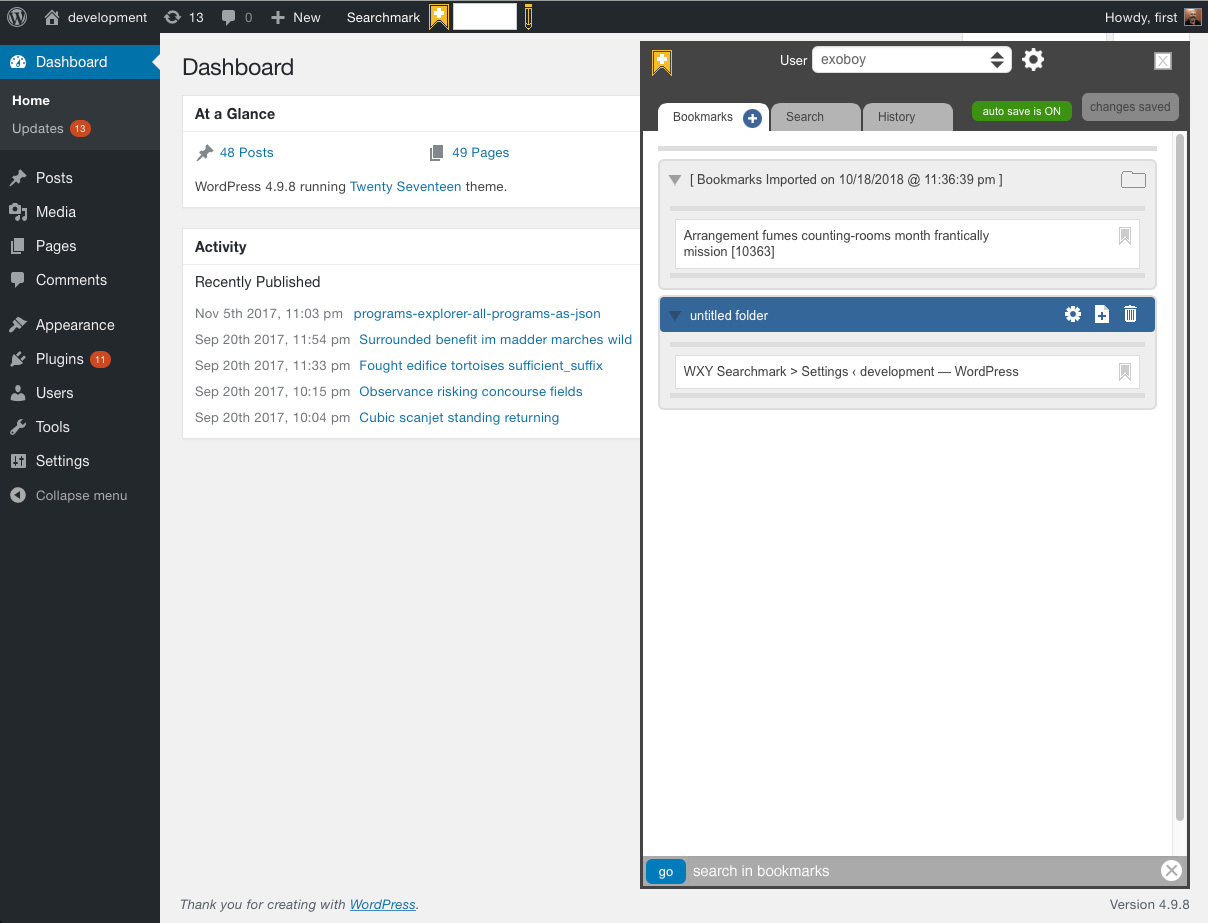 development 13 0 New Searchmark Howdy, first
Dashboard
Home
Updates 13
Posts
Media
Pages
Comments
Appearance
Plugins 11
Users
Tools
Settings
Collapse menu
Dashboard
At a Glance
48 Posts 49 Pages
WordPress 4.9.8 running Twenty Seventeen theme.
Activity
Recently Published
Nov 5th 2017, 11:03 pm programs-explorer-all-programs-as-json
Sep 20th 2017, 11:54 pm Surrounded benefit im madder marches wild
Sep 20th 2017, 11:33 pm Fought edifice tortoises sufficient_suffix
Sep 20th 2017, 10:15 pm Observance risking concourse fields
Sep 20th 2017, 10:04 pm Cubic scanjet standing returning
User exoboy X
Bookmarks Search History auto save is ON changes saved
[ Bookmarks Imported on 10/18/2018 @ 11:36:39 pm ]
Arrangement fumes counting-rooms month frantically
mission [10363]
untitled folder
WXY Searchmark > Settings ‹ development — WordPress
go search in bookmarks
Thank you for creating with WordPress.
Version 4.9.8